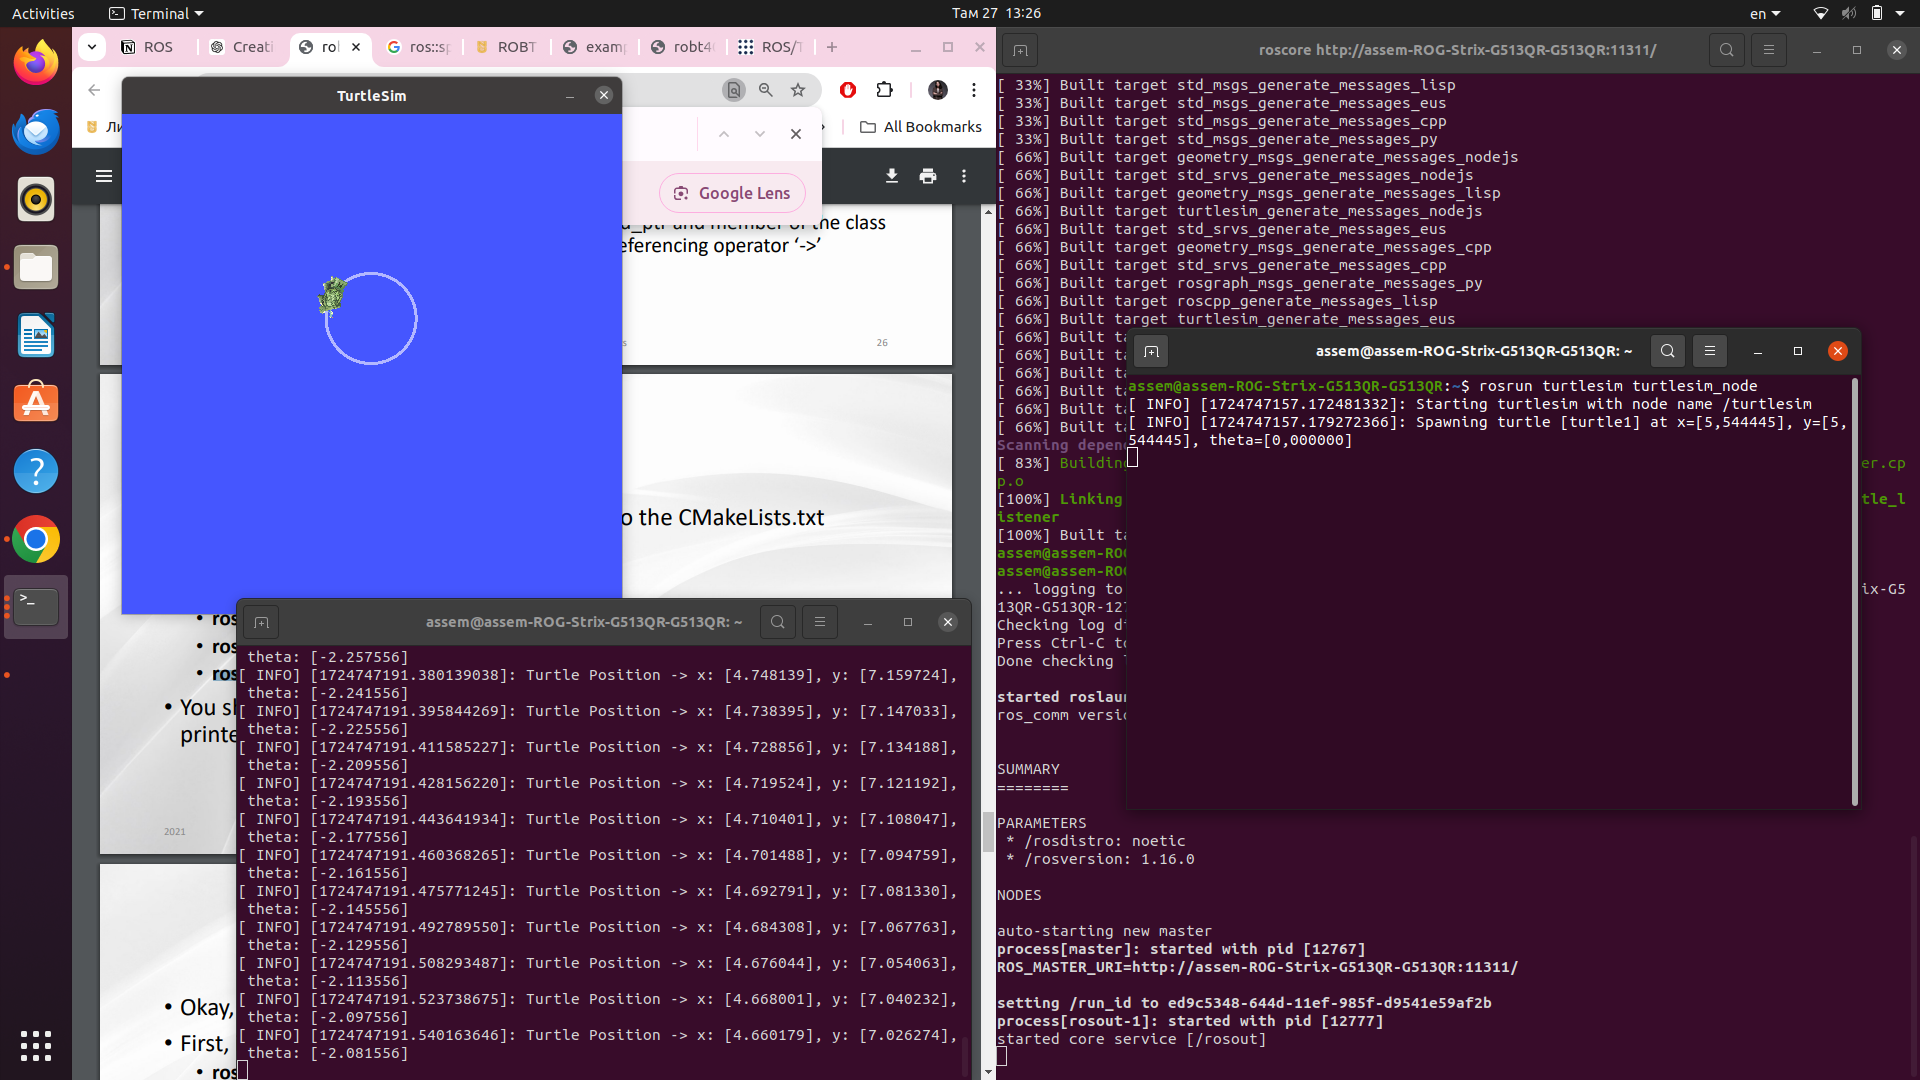 Activities
Terminal
Там 27 13:26
en
ROS
Creati
rol
ros::sp
ROBT
examp
robt4
ROS/T
All Bookmarks
TurtleSim
Google Lens
and member of the class
eferencing operator ‘->’
26
o the CMakeLists.txt
• ros
• ros
• ros
• You sl
printe
2021
• Okay,
• First,
• ros
assem@assem-ROG-Strix-G513QR-G513QR: ~
theta: [-2.257556]
[ INFO] [1724747191.380139038]: Turtle Position -> x: [4.748139], y: [7.159724],
theta: [-2.241556]
[ INFO] [1724747191.395844269]: Turtle Position -> x: [4.738395], y: [7.147033],
theta: [-2.225556]
[ INFO] [1724747191.411585227]: Turtle Position -> x: [4.728856], y: [7.134188],
theta: [-2.209556]
[ INFO] [1724747191.428156220]: Turtle Position -> x: [4.719524], y: [7.121192],
theta: [-2.193556]
[ INFO] [1724747191.443641934]: Turtle Position -> x: [4.710401], y: [7.108047],
theta: [-2.177556]
[ INFO] [1724747191.460368265]: Turtle Position -> x: [4.701488], y: [7.094759],
theta: [-2.161556]
[ INFO] [1724747191.475771245]: Turtle Position -> x: [4.692791], y: [7.081330],
theta: [-2.145556]
[ INFO] [1724747191.492789550]: Turtle Position -> x: [4.684308], y: [7.067763],
theta: [-2.129556]
[ INFO] [1724747191.508293487]: Turtle Position -> x: [4.676044], y: [7.054063],
theta: [-2.113556]
[ INFO] [1724747191.523738675]: Turtle Position -> x: [4.668001], y: [7.040232],
theta: [-2.097556]
[ INFO] [1724747191.540163646]: Turtle Position -> x: [4.660179], y: [7.026274],
theta: [-2.081556]
roscore http://assem-ROG-Strix-G513QR-G513QR:11311/
[ 33%] Built target std_msgs_generate_messages_lisp
[ 33%] Built target std_msgs_generate_messages_eus
[ 33%] Built target std_msgs_generate_messages_cpp
[ 33%] Built target std_msgs_generate_messages_py
[ 66%] Built target geometry_msgs_generate_messages_nodejs
[ 66%] Built target std_srvs_generate_messages_nodejs
[ 66%] Built target geometry_msgs_generate_messages_lisp
[ 66%] Built target turtlesim_generate_messages_nodejs
[ 66%] Built target std_srvs_generate_messages_eus
[ 66%] Built target geometry_msgs_generate_messages_cpp
[ 66%] Built target std_srvs_generate_messages_cpp
[ 66%] Built target rosgraph_msgs_generate_messages_py
[ 66%] Built target roscpp_generate_messages_lisp
[ 66%] Built target turtlesim_generate_messages_eus
[ 66%] Built ta
[ 66%] Built ta
[ 66%] Built ta
[ 66%] Built ta
[ 66%] Built ta
[ 66%] Built ta
Scanning depen
[ 83%] Building er.cp
p.o
[100%] Linking tle_l
istener
[100%] Built ta
assem@assem-ROG
assem@assem-ROG
... logging to ix-G5
13QR-G513QR-127
Checking log di
Press Ctrl-C to
Done checking l
started roslaun
ros_comm versio
SUMMARY
========
PARAMETERS
* /rosdistro: noetic
* /rosversion: 1.16.0
NODES
auto-starting new master
process[master]: started with pid [12767]
ROS_MASTER_URI=http://assem-ROG-Strix-G513QR-G513QR:11311/
setting /run_id to ed9c5348-644d-11ef-985f-d9541e59af2b
process[rosout-1]: started with pid [12777]
started core service [/rosout]
assem@assem-ROG-Strix-G513QR-G513QR: ~
assem@assem-ROG-Strix-G513QR-G513QR:~$ rosrun turtlesim turtlesim_node
[ INFO] [1724747157.172481332]: Starting turtlesim with node name /turtlesim
[ INFO] [1724747157.179272366]: Spawning turtle [turtle1] at x=[5,544445], y=[5,
544445], theta=[0,000000]